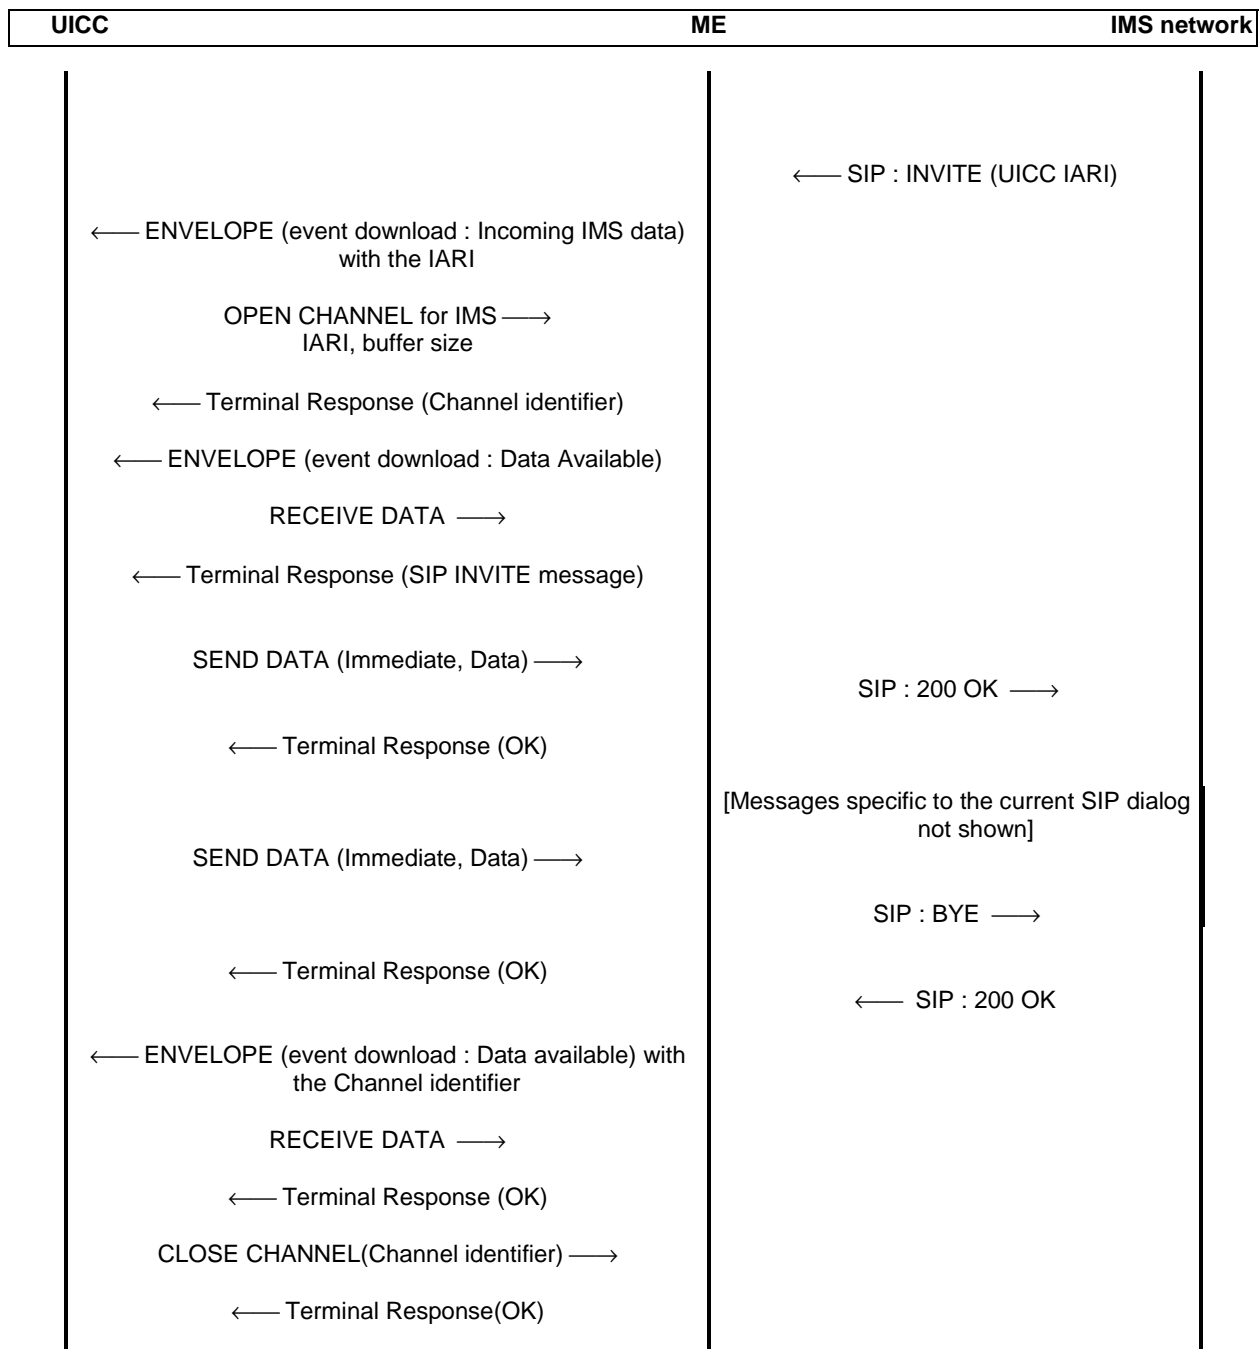 UICC ME IMS network
←── SIP : INVITE (UICC IARI)
←── ENVELOPE (event download : Incoming IMS data)
with the IARI
OPEN CHANNEL for IMS ──→
IARI, buffer size
←── Terminal Response (Channel identifier)
←── ENVELOPE (event download : Data Available)
RECEIVE DATA ──→
←── Terminal Response (SIP INVITE message)
SEND DATA (Immediate, Data) ──→
SIP : 200 OK ──→
←── Terminal Response (OK)
[Messages specific to the current SIP dialog
not shown]
SEND DATA (Immediate, Data) ──→
SIP : BYE ──→
←── Terminal Response (OK)
←── SIP : 200 OK
←── ENVELOPE (event download : Data available) with
the Channel identifier
RECEIVE DATA ──→
←── Terminal Response (OK)
CLOSE CHANNEL(Channel identifier) ──→
←── Terminal Response(OK)